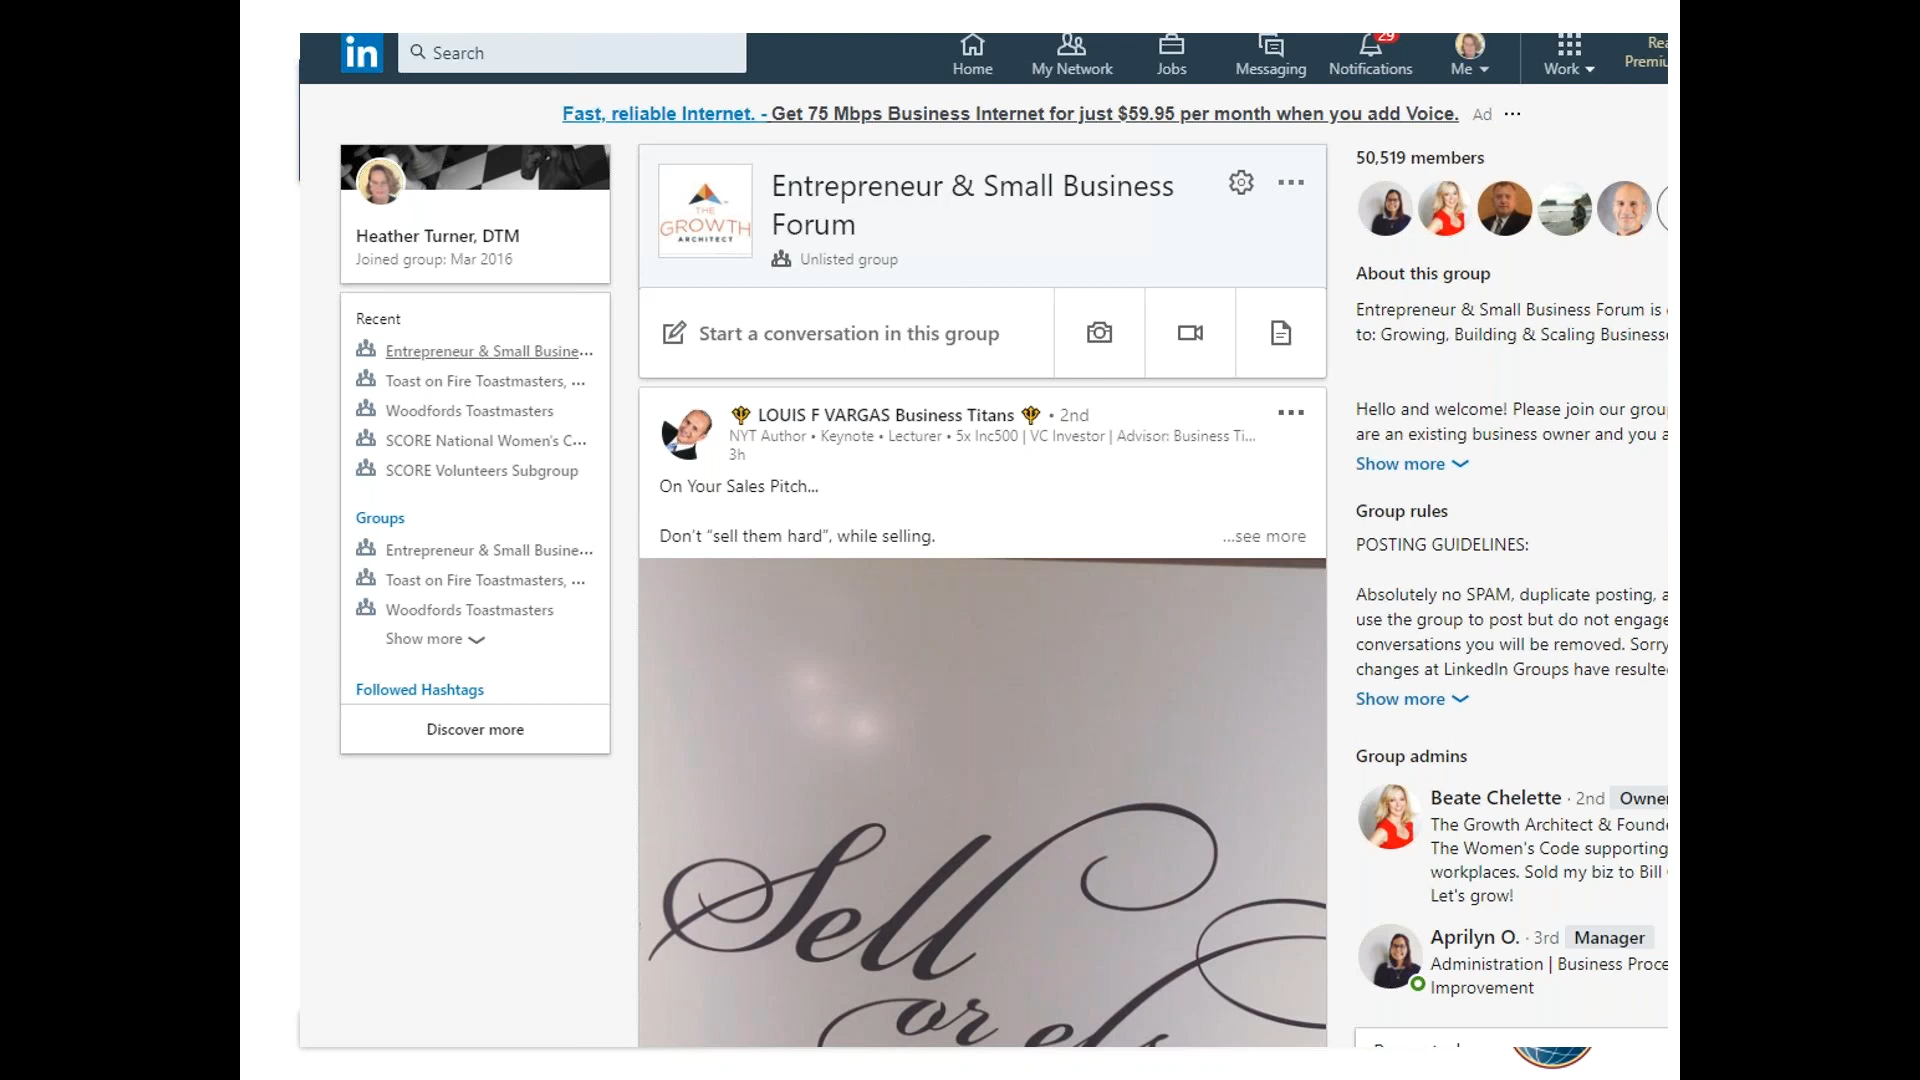 in
Search
Home
My Network
Jobs
Messaging
29
Notifications
Me
Work
Fast, reliable Internet. - Get 75 Mbps Business Internet for just $59.95 per month when you add Voice. Ad
Heather Turner, DTM
Joined group: Mar 2016
Recent
Entrepreneur & Small Busine...
Toast on Fire Toastmasters, ...
Woodfords Toastmasters
SCORE National Women's C...
SCORE Volunteers Subgroup
Groups
Entrepreneur & Small Busine...
Toast on Fire Toastmasters, ...
Woodfords Toastmasters
Show more
Followed Hashtags
Discover more
THE
GROWTH
ARCHITECT
Entrepreneur & Small Business
Forum
Unlisted group
Start a conversation in this group
LOUIS F VARGAS Business Titans • 2nd
NYT Author • Keynote • Lecturer • 5x Inc500 | VC Investor | Advisor: Business Ti...
3h
On Your Sales Pitch...
Don't "sell them hard", while selling.
...see more
Sell
or
50,519 members
About this group
Entrepreneur & Small Business Forum is
to: Growing, Building & Scaling Business
Hello and welcome! Please join our grou
are an existing business owner and you a
Show more
Group rules
POSTING GUIDELINES:
Absolutely no SPAM, duplicate posting, a
use the group to post but do not engage
conversations you will be removed. Sorry
changes at LinkedIn Groups have resulte
Show more
Group admins
Beate Chelette · 2nd Owner
The Growth Architect & Founde
The Women's Code supporting
workplaces. Sold my biz to Bill
Let's grow!
Aprilyn O. · 3rd Manager
Administration | Business Proce
Improvement